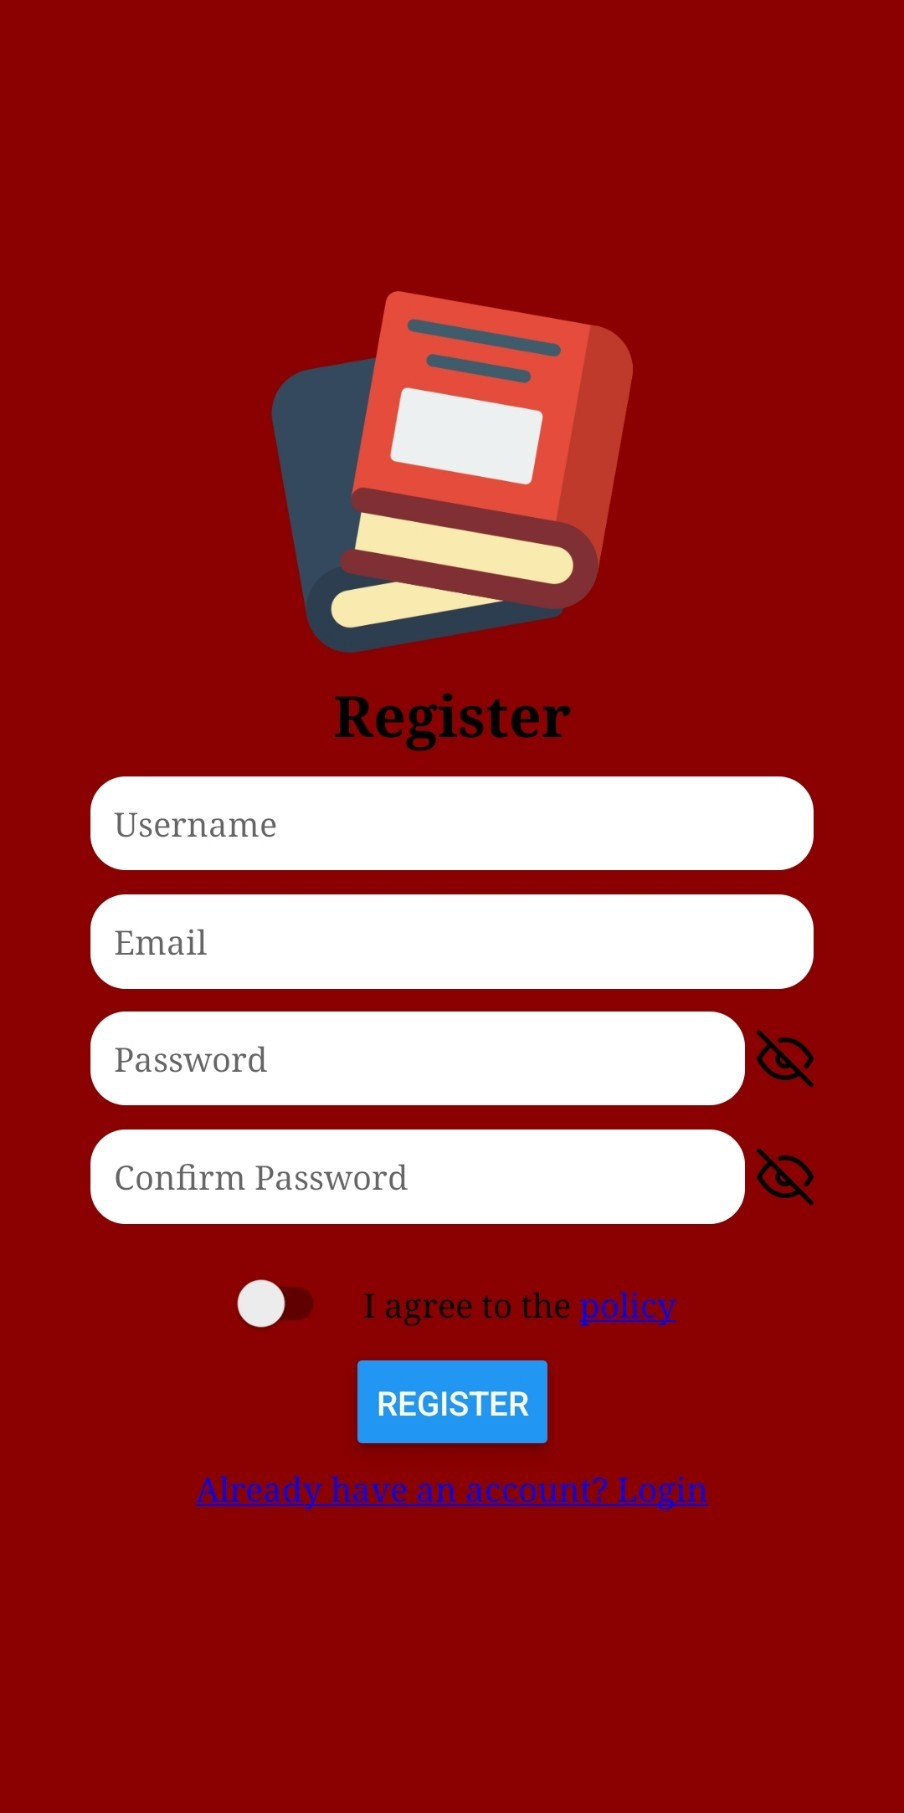 Register
Username
Email
Password
Confirm Password
I agree to the policy
REGISTER
Already have an account? Login